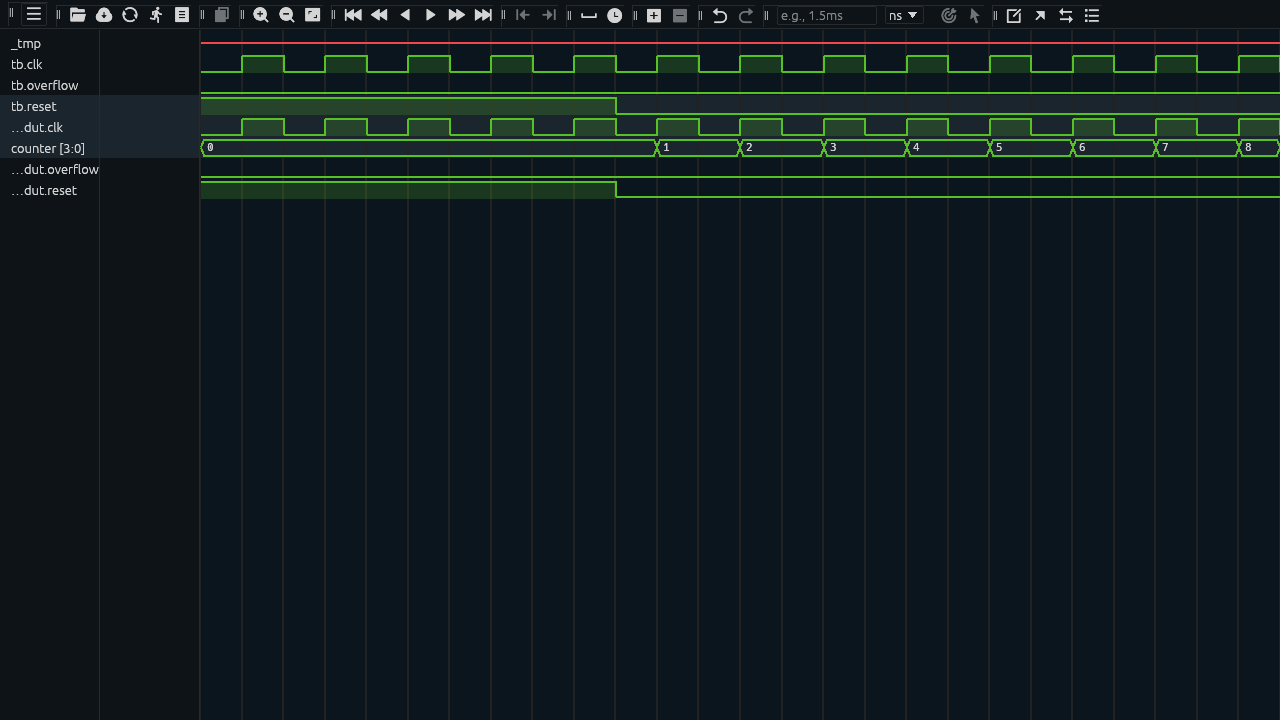 e.g., 1.5ms ns
_tmp
tb.clk
tb.overflow
tb.reset
...dut.clk
counter [3:0] 0 1 2 3 4 5 6 7 8
...dut.overflow
...dut.reset